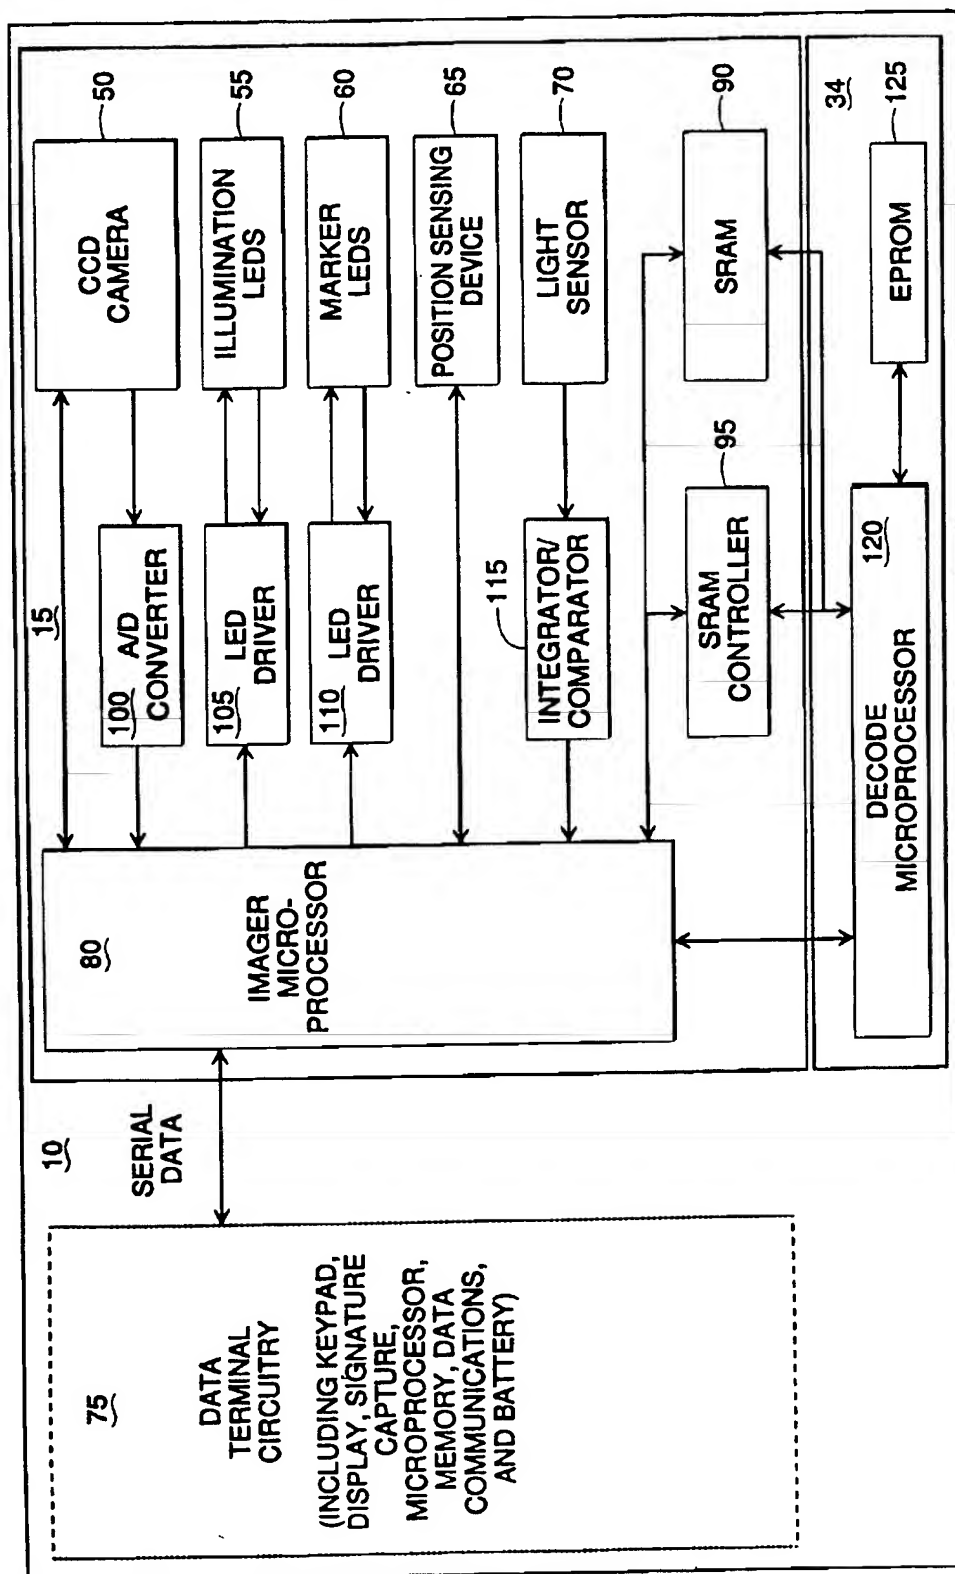 10
75
DATA
TERMINAL
CIRCUITRY
(INCLUDING KEYPAD,
DISPLAY, SIGNATURE
CAPTURE,
MICROPROCESSOR,
MEMORY, DATA
COMMUNICATIONS,
AND BATTERY)
SERIAL
DATA
15
80
IMAGER
MICRO-
PROCESSOR
100
A/D
CONVERTER
CCD
CAMERA
50
105
LED
DRIVER
ILLUMINATION
LEDS
55
110
LED
DRIVER
MARKER
LEDS
60
POSITION SENSING
DEVICE
65
115
INTEGRATOR/
COMPARATOR
LIGHT
SENSOR
70
SRAM
CONTROLLER
95
SRAM
90
34
120
DECODE
MICROPROCESSOR
EPROM
125